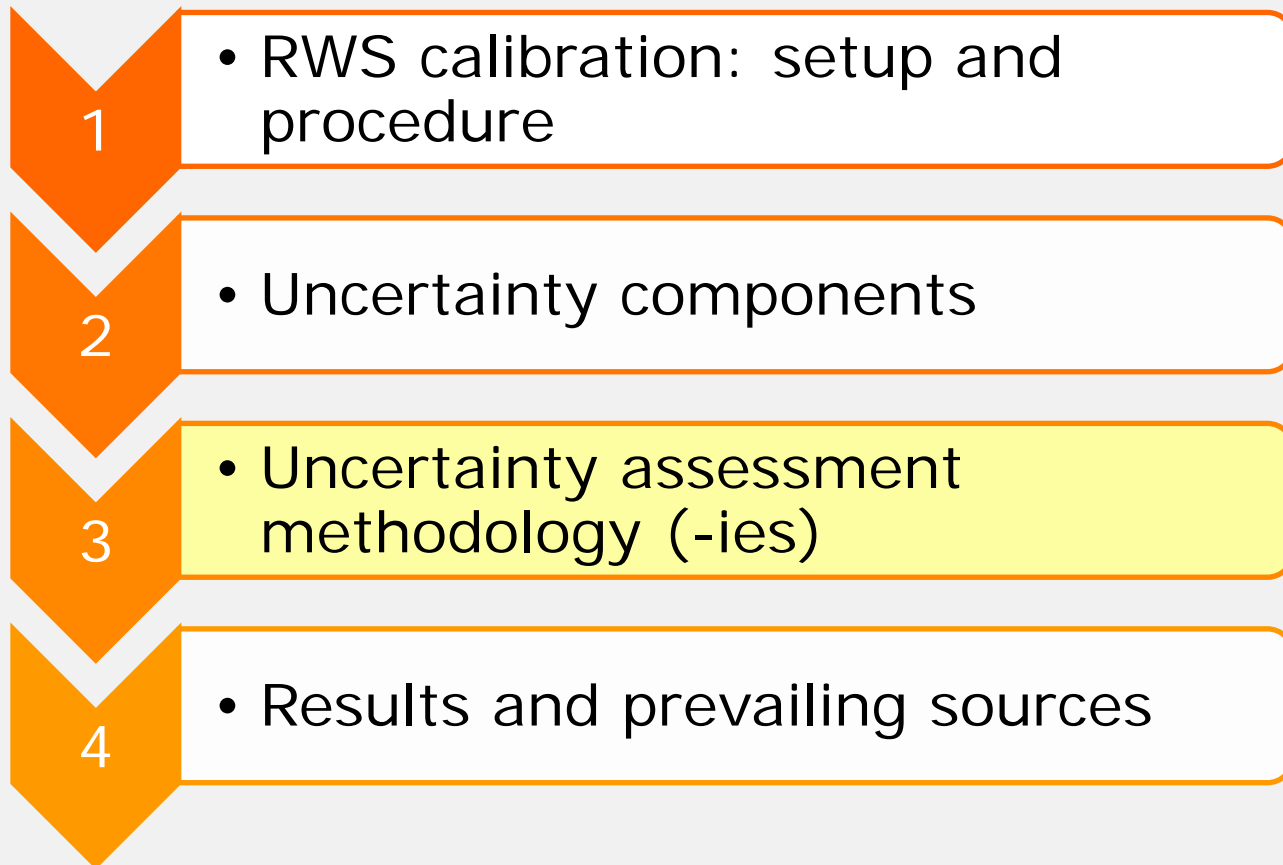 1
• RWS calibration: setup and
procedure
2
• Uncertainty components
3
• Uncertainty assessment
methodology (-ies)
4
• Results and prevailing sources